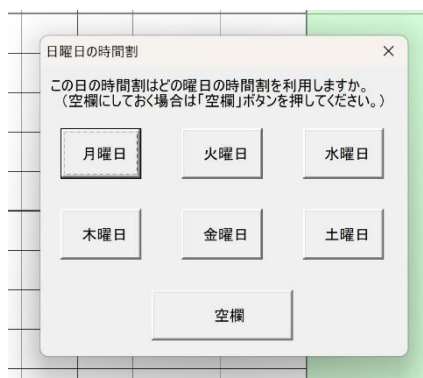 日曜日の時間割
この日の時間割はどの曜日の時間割を利用しますか。
（空欄にしておく場合は「空欄」ボタンを押してください。）
月曜日 火曜日 水曜日
木曜日 金曜日 土曜日
空欄